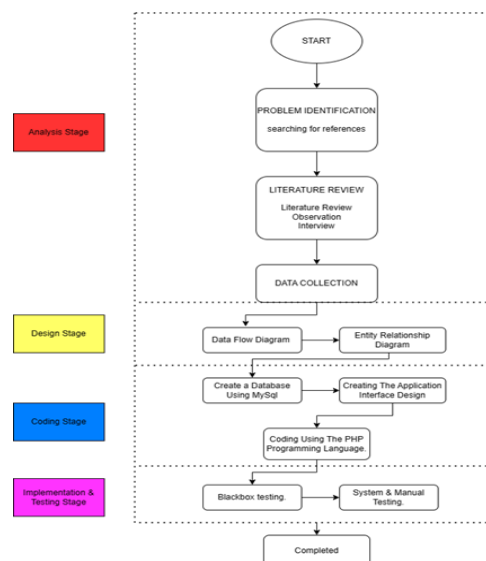 START
PROBLEM IDENTIFICATION
searching for references
Analysis Stage
LITERATURE REVIEW
Literature Review
Observation
Interview
DATA COLLECTION
Design Stage
Data Flow Diagram
Entity Relationship
Diagram
Create a Database
Using MySql
Creating The Application
Interface Design
Coding Stage
Coding Using The PHP
Programming Language.
Implementation &
Testing Stage
Blackbox testing.
System & Manual
Testing.
Completed